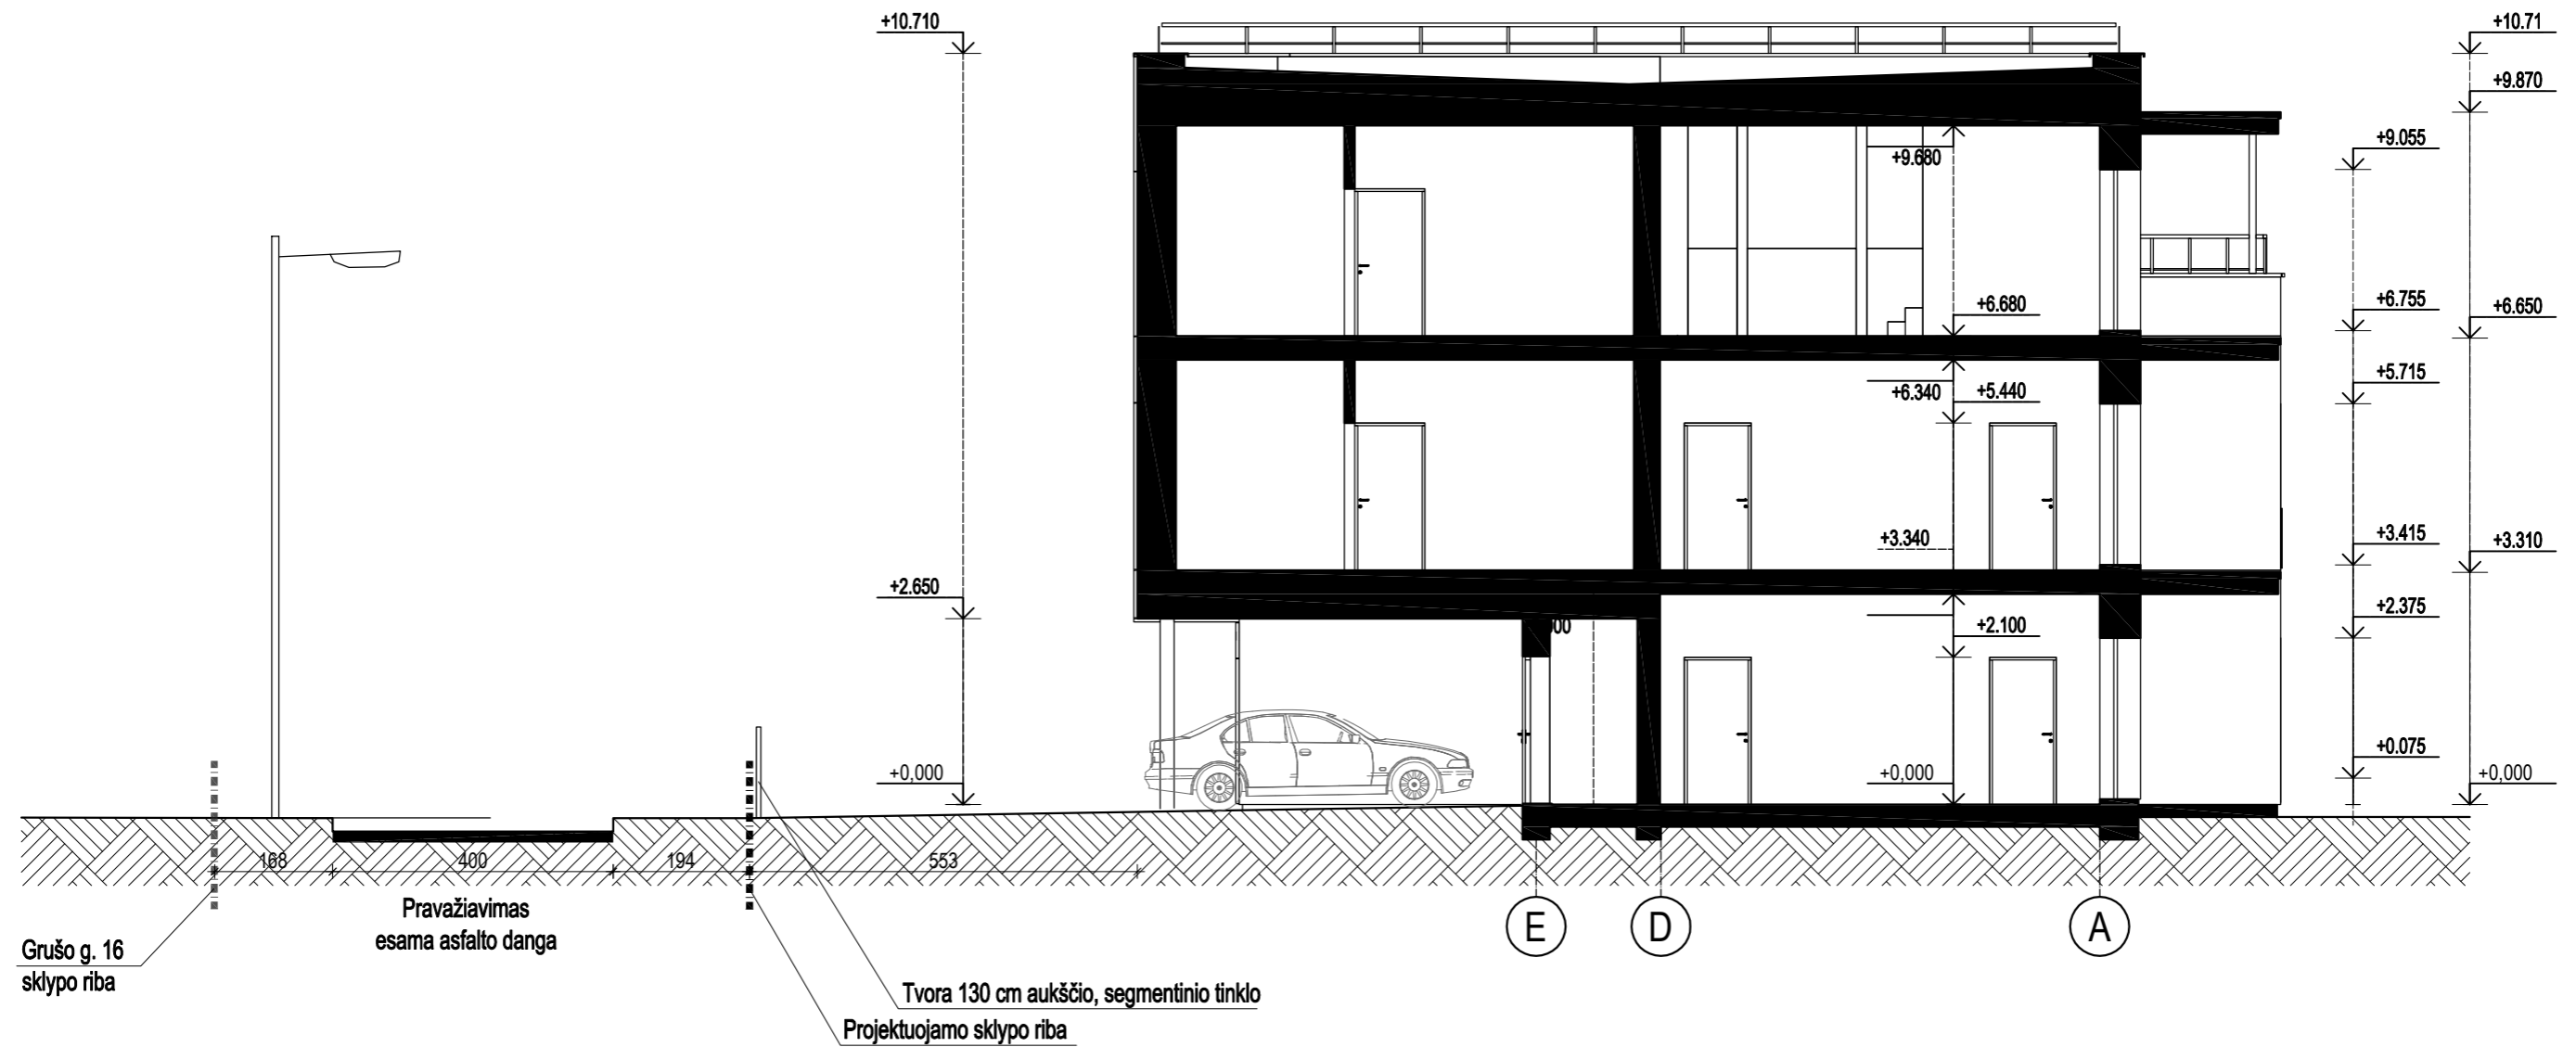 +10.710
+10.71
+9.870
+9.055
+9.680
+6.680
+6.755
+6.650
+6.340
+5.440
+5.715
+3.340
+3.415
+3.310
+2.650
+2.100
+2.375
+0.075
+0,000
+0,000
+0,000
168
400
194
553
Pravažiavimas
esama asfalto danga
E
D
A
Grušo g. 16
sklypo riba
Tvora 130 cm aukščio, segmentinio tinklo
Projektuojamo sklypo riba